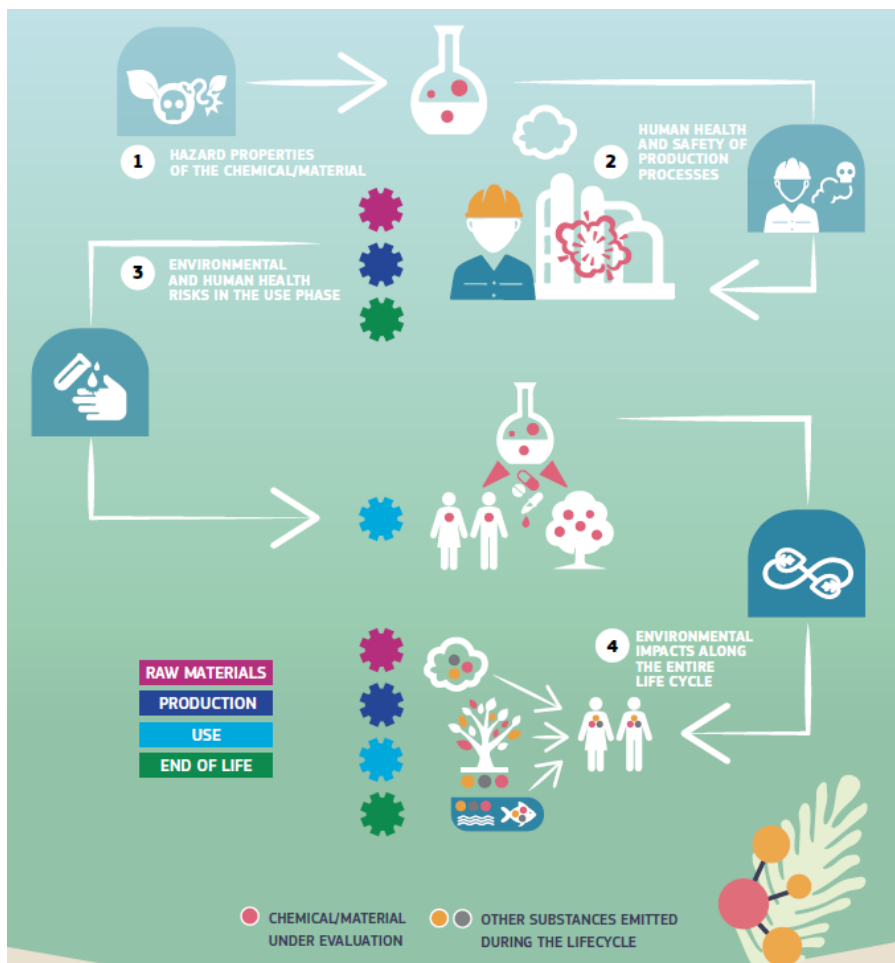 1
HAZARD PROPERTIES
OF THE CHEMICAL/MATERIAL
2
HUMAN HEALTH
AND SAFETY OF
PRODUCTION
PROCESSES
3
ENVIRONMENTAL
AND HUMAN HEALTH
RISKS IN THE USE PHASE
4
ENVIRONMENTAL
IMPACTS ALONG
THE ENTIRE
LIFE CYCLE
RAW MATERIALS
PRODUCTION
USE
END OF LIFE
CHEMICAL/MATERIAL
UNDER EVALUATION
OTHER SUBSTANCES EMITTED
DURING THE LIFECYCLE